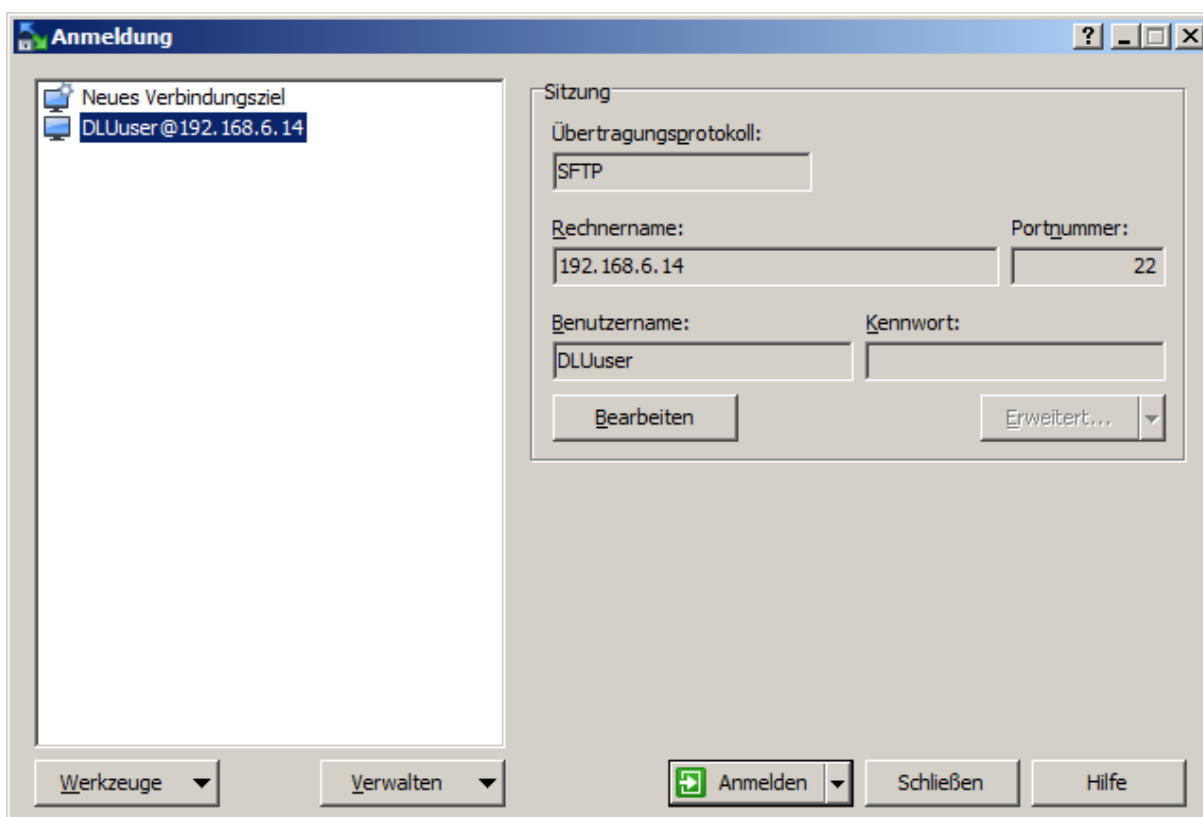 Anmeldung
Neues Verbindungsziel
DLUuser@192.168.6.14
Sitzung
Übertragungsprotokoll:
SFTP
Rechnername:
Portnummer:
192.168.6.14
22
Benutzername:
Kennwort:
DLUuser
Bearbeiten
Erweitert...
Werkzeuge
Verwalten
Anmelden
Schließen
Hilfe